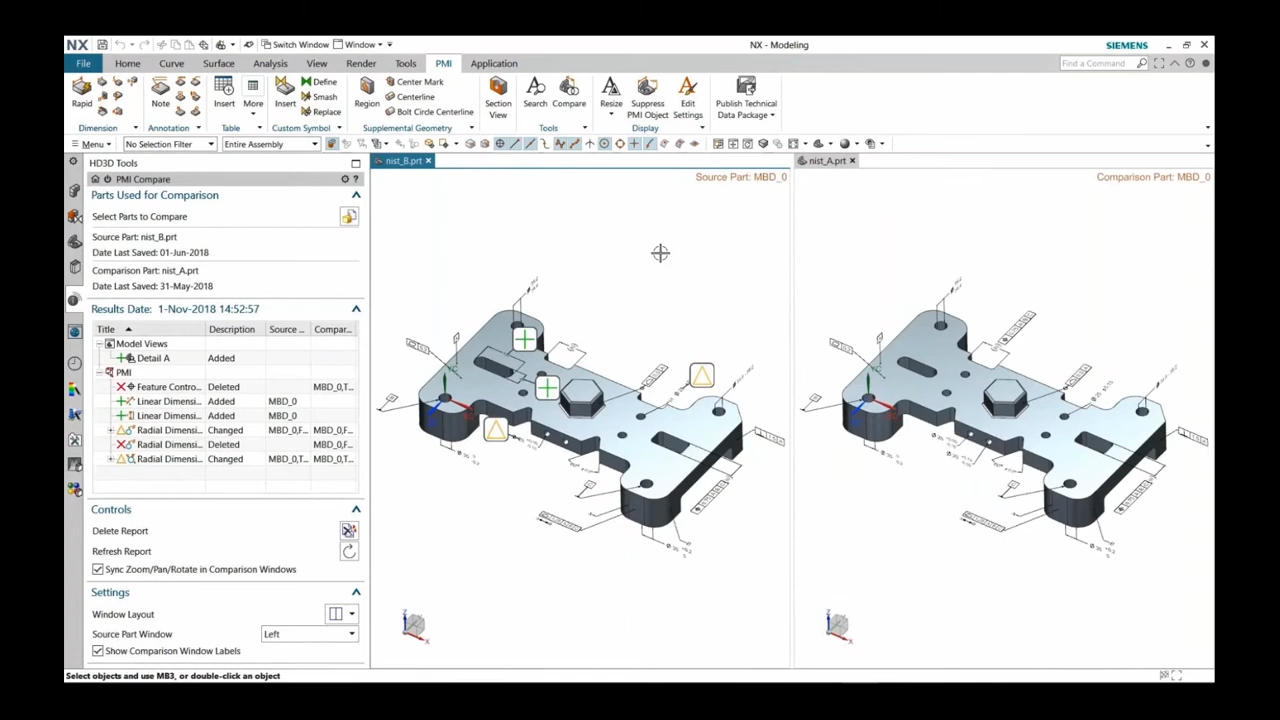 NX
Switch Window
Window
NX - Modeling
SIEMENS
File
Home
Curve
Surface
Analysis
View
Render
Tools
PMI
Application
Find a Command
Rapid
Dimension
Note
Annotation
Insert
More
Table
Insert
Define
Smash
Replace
Custom Symbol
Region
Center Mark
Centerline
Bolt Circle Centerline
Supplemental Geometry
Section
View
Search
Compare
Tools
Resize
Suppress
PMI Object
Edit
Settings
Display
Publish Technical
Data Package
Menu
No Selection Filter
Entire Assembly
HD3D Tools
PMI Compare
Parts Used for Comparison
Select Parts to Compare
Source Part: nist_B.prt
Date Last Saved: 01-Jun-2018
Comparison Part: nist_A.prt
Date Last Saved: 31-May-2018
Results Date: 1-Nov-2018 14:52:57
Title Description Source ... Compar...
Model Views
Detail A Added
PMI
Feature Contro... Deleted MBD_0,T...
Linear Dimensi... Added MBD_0
Linear Dimensi... Added MBD_0
Radial Dimensi... Changed MBD_0,F... MBD_0,T...
Radial Dimensi... Deleted MBD_0,T...
Radial Dimensi... Changed MBD_0,T... MBD_0,T...
Controls
Delete Report
Refresh Report
Sync Zoom/Pan/Rotate in Comparison Windows
Settings
Window Layout
Source Part Window Left
Show Comparison Window Labels
nist_B.prt
Source Part: MBD_0
Z
X
nist_A.prt
Comparison Part: MBD_0
Z
X
Select objects and use MB3, or double-click an object